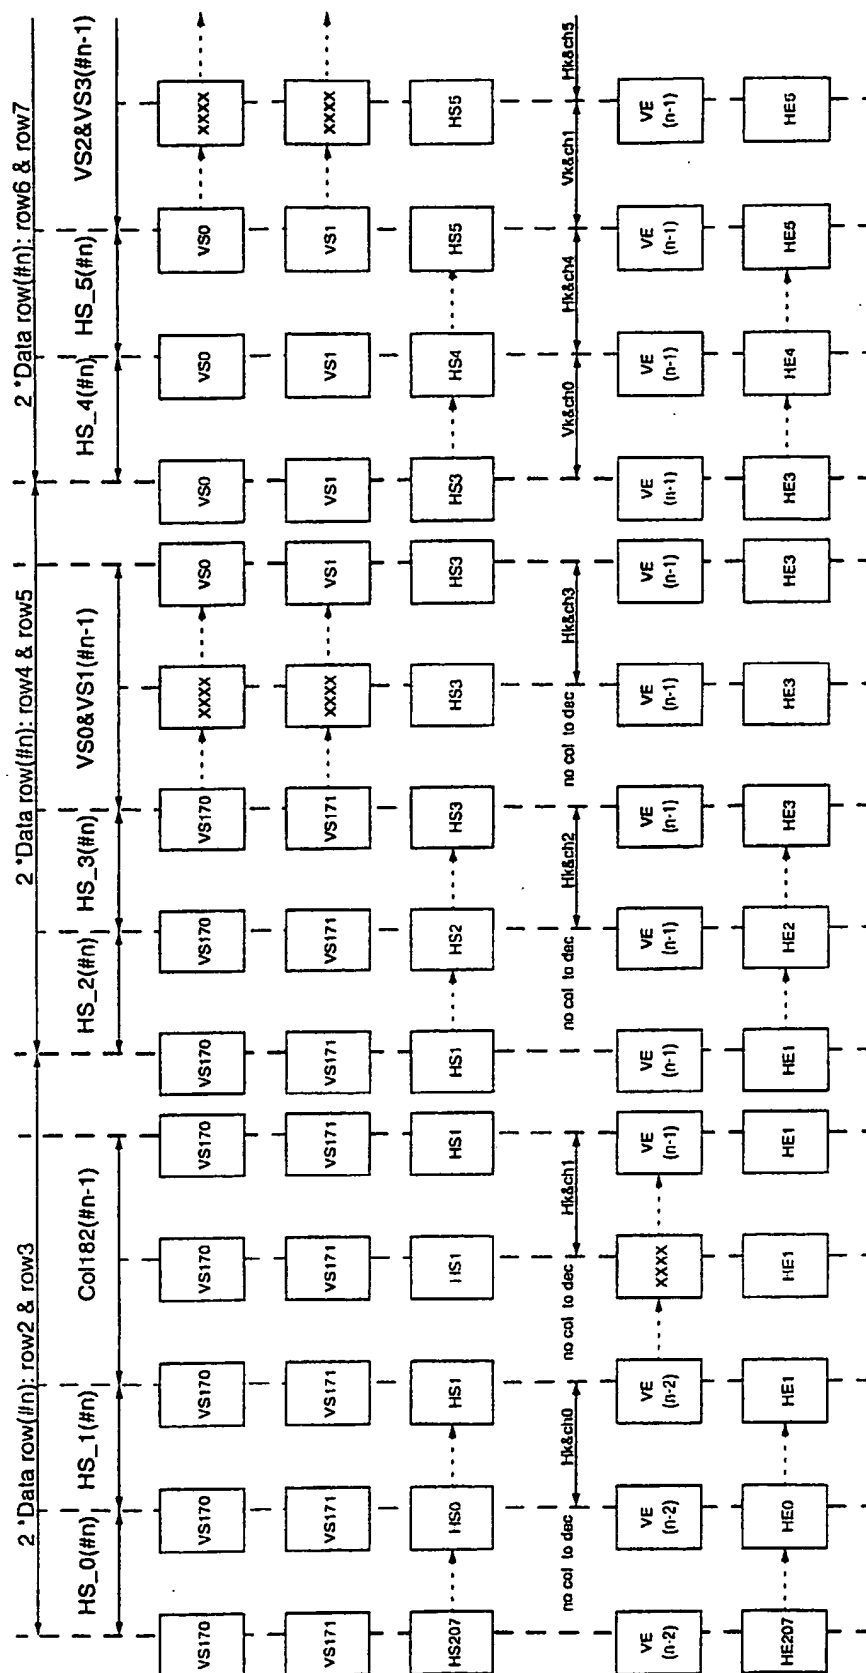 2 *Data row(#n): row2 & row3 2 *Data row(#n): row4 & row5 2 *Data row(#n): row6 & row7
HS_0(#n) HS_1(#n) Col182(#n-1) HS_2(#n) HS_3(#n) VS0&VS1(#n-1) HS_4(#n) HS_5(#n) VS2&VS3(#n-1)
VS170 VS170 VS170 VS170 VS170 VS170 VS170 VS170 XXXX VS0 VS0 VS0 VS0 XXXX
VS171 VS171 VS171 VS171 VS171 VS171 VS171 VS171 XXXX VS1 VS1 VS1 VS1 XXXX
HS207 HS0 HS1 HS1 HS1 HS1 HS2 HS3 HS3 HS3 HS3 HS4 HS5 HS5
no col to dec Hk&ch0 no col to dec Hk&ch1 no col to dec Hk&ch2 no col to dec Hk&ch3 Vk&ch0 Hk&ch4 Vk&ch1 Hk&ch5
VE VE VE XXXX VE VE VE VE VE VE VE VE VE VE
(n-2) (n-2) (n-2) (n-1) (n-1) (n-1) (n-1) (n-1) (n-1) (n-1) (n-1) (n-1) (n-1)
HE207 HE0 HE1 HE1 HE1 HE1 HE2 HE3 HE3 HE3 HE3 HE4 HE5 HE5